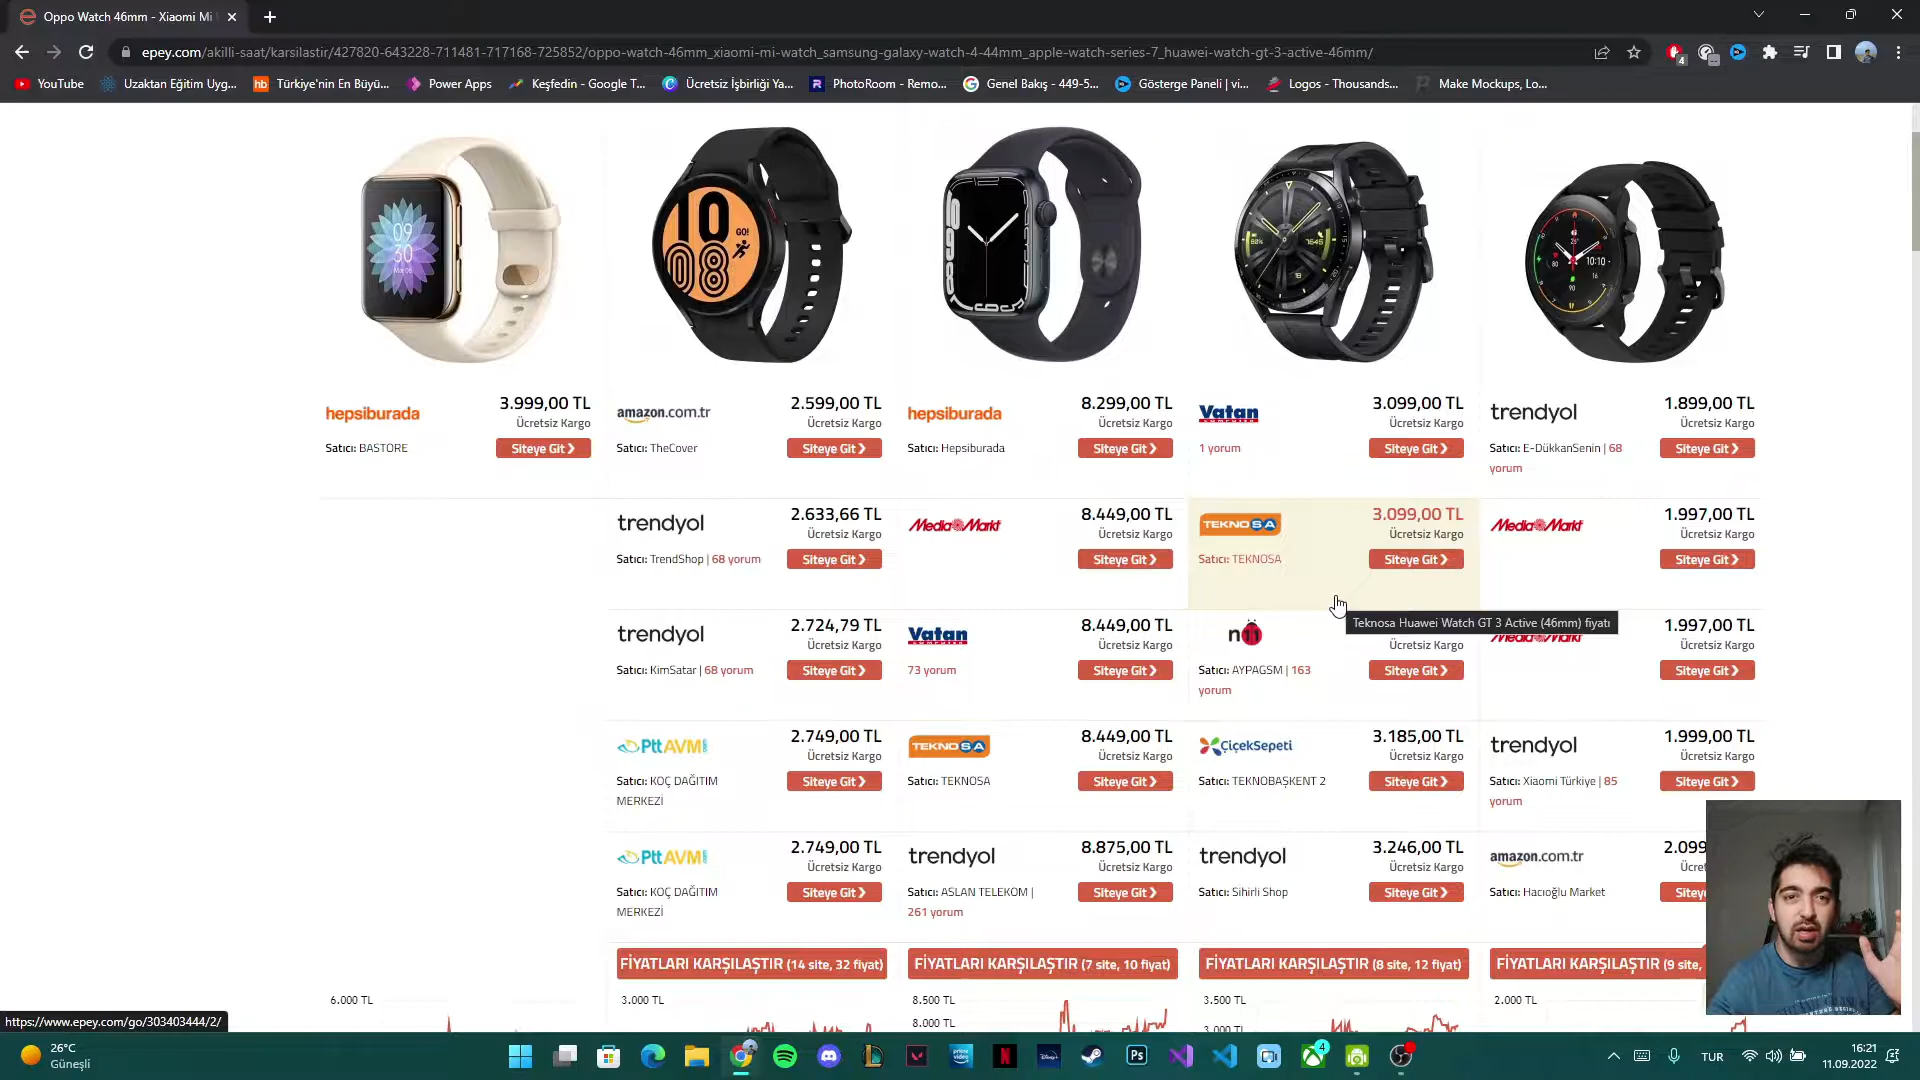 Oppo Watch 46mm - Xiaomi Mi
epey.com/akilli-saat/karsilastir/427820-643228-711481-717168-725852/oppo-watch-46mm_xiaomi-mi-watch_samsung-galaxy-watch-4-44mm_apple-watch-series-7_huawei-watch-gt-3-active-46mm/
YouTube Uzaktan Eğitim Uyg... Türkiye'nin En Büyü... Power Apps Keşfedin - Google T... Ücretsiz İşbirliği Ya... PhotoRoom - Remo... Genel Bakış - 449-5... Gösterge Paneli | vi... Logos - Thousands... Make Mockups, Lo...
hepsiburada 3.999,00 TL amazon.com.tr 2.599,00 TL hepsiburada 8.299,00 TL Vatan 3.099,00 TL trendyol 1.899,00 TL
Ücretsiz Kargo Ücretsiz Kargo Ücretsiz Kargo Ücretsiz Kargo Ücretsiz Kargo
Satıcı: BASTORE Siteye Git Satıcı: TheCover Siteye Git Satıcı: Hepsiburada Siteye Git 1 yorum Siteye Git Satıcı: E-DükkanSenin | 68 Siteye Git
yorum
trendyol 2.633,66 TL Media Markt 8.449,00 TL TEKNOSA 3.099,00 TL Media Markt 1.997,00 TL
Ücretsiz Kargo Ücretsiz Kargo Ücretsiz Kargo Ücretsiz Kargo
Satıcı: TrendShop | 68 yorum Siteye Git Siteye Git Satıcı: TEKNOSA Siteye Git Siteye Git
Teknosa Huawei Watch GT 3 Active (46mm) fiyatı
trendyol 2.724,79 TL Vatan 8.449,00 TL n11 Media Markt 1.997,00 TL
Ücretsiz Kargo Ücretsiz Kargo Ücretsiz Kargo Ücretsiz Kargo
Satıcı: KimSatar | 68 yorum Siteye Git 73 yorum Siteye Git Satıcı: AYPAGSM | 163 Siteye Git Siteye Git
yorum
PttAVM 2.749,00 TL TEKNOSA 8.449,00 TL ÇiçekSepeti 3.185,00 TL trendyol 1.999,00 TL
Ücretsiz Kargo Ücretsiz Kargo Ücretsiz Kargo Ücretsiz Kargo
Satıcı: KOÇ DAĞITIM Siteye Git Satıcı: TEKNOSA Siteye Git Satıcı: TEKNOBAŞKENT 2 Siteye Git Satıcı: Xiaomi Türkiye | 85 Siteye Git
MERKEZİ yorum
PttAVM 2.749,00 TL trendyol 8.875,00 TL trendyol 3.246,00 TL amazon.com.tr 2.099
Ücretsiz Kargo Ücretsiz Kargo Ücretsiz Kargo
Satıcı: KOÇ DAĞITIM Siteye Git Satıcı: ASLAN TELEKOM | Siteye Git Satıcı: Sihirli Shop Siteye Git Satıcı: Hacıoğlu Market
MERKEZİ 261 yorum
FİYATLARI KARŞILAŞTIR (14 site, 32 fiyat) FİYATLARI KARŞILAŞTIR (7 site, 10 fiyat) FİYATLARI KARŞILAŞTIR (8 site, 12 fiyat) FİYATLARI KARŞILAŞTIR (9 site,
6.000 TL 3.000 TL 8.500 TL 3.500 TL 2.000 TL
https://www.epey.com/go/303403444/2/ 8.000 TL 3.000 TL
26°C
Güneşli
TUR
16:21
11.09.2022